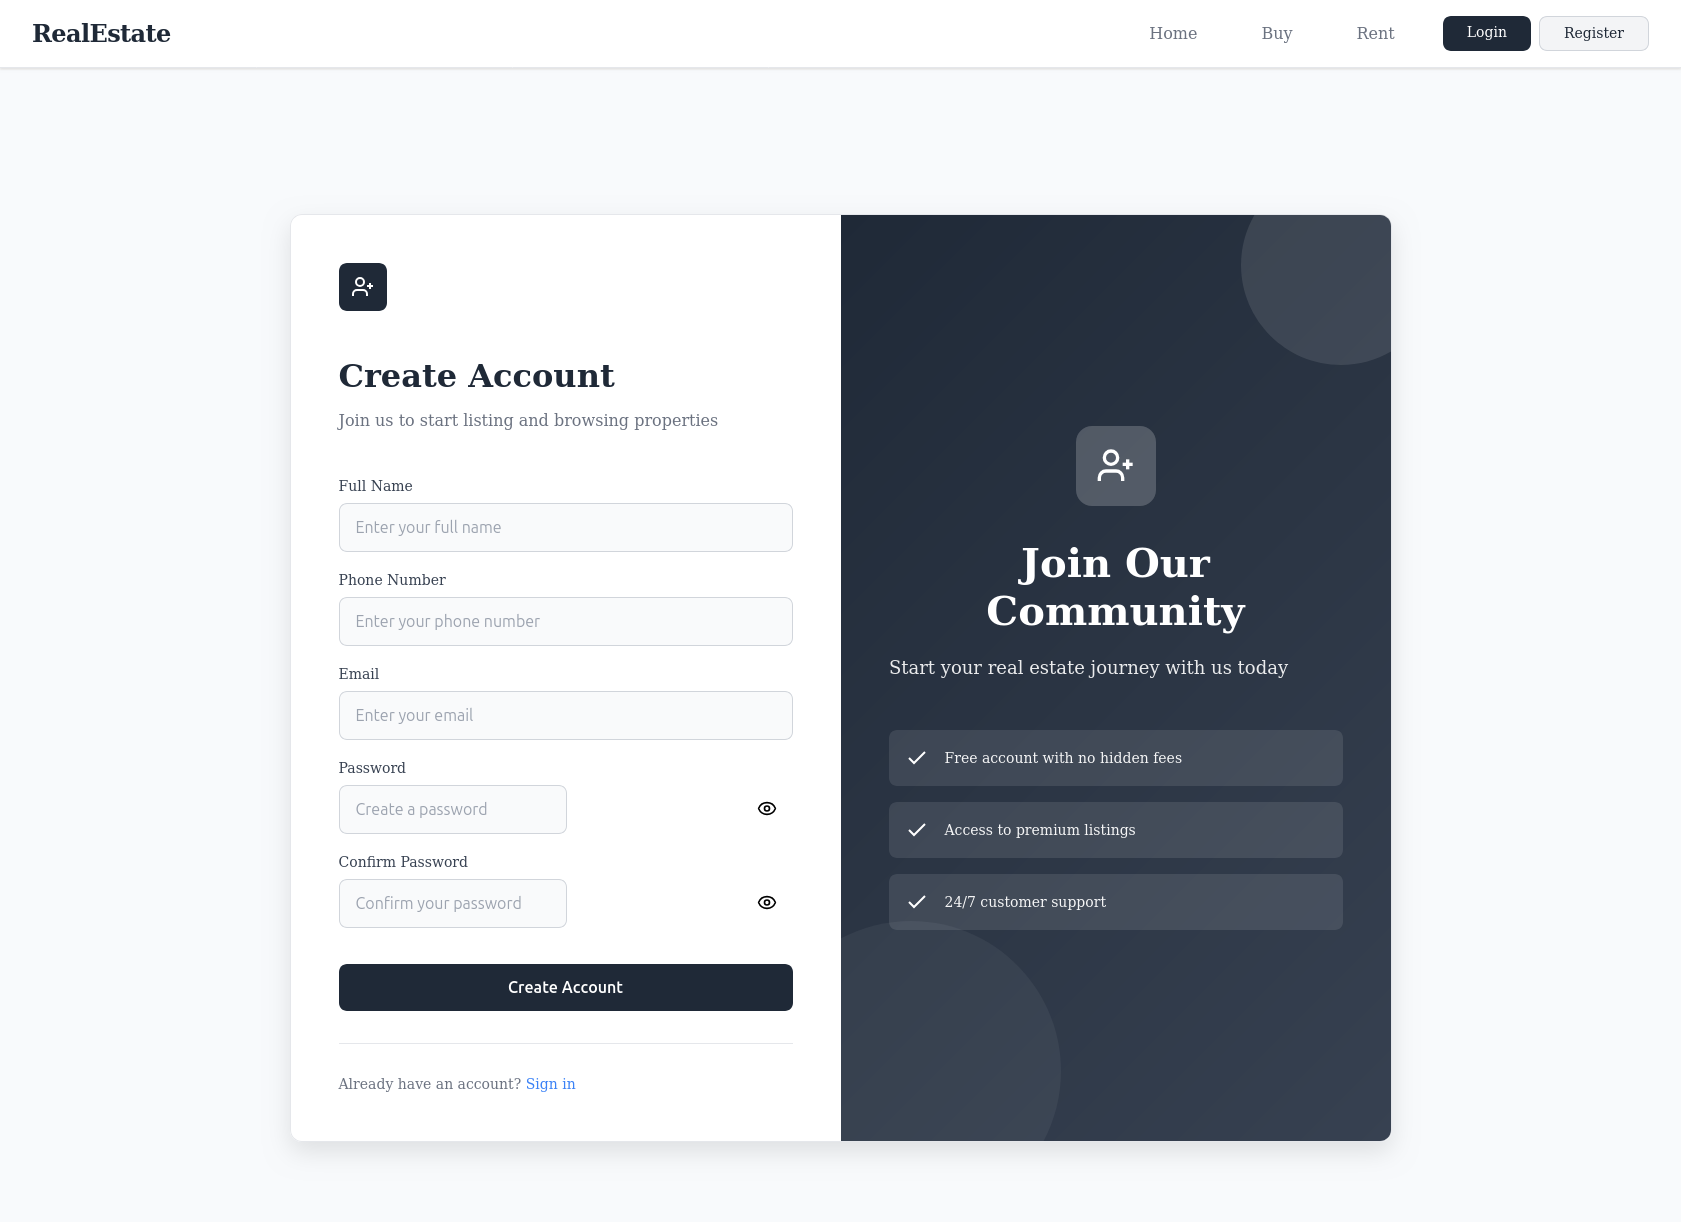 RealEstate
Home
Buy
Rent
Login
Register
Create Account
Join us to start listing and browsing properties
Full Name
Enter your full name
Phone Number
Enter your phone number
Email
Enter your email
Password
Create a password
Confirm Password
Confirm your password
Create Account
Already have an account? Sign in
Join Our
Community
Start your real estate journey with us today
Free account with no hidden fees
Access to premium listings
24/7 customer support